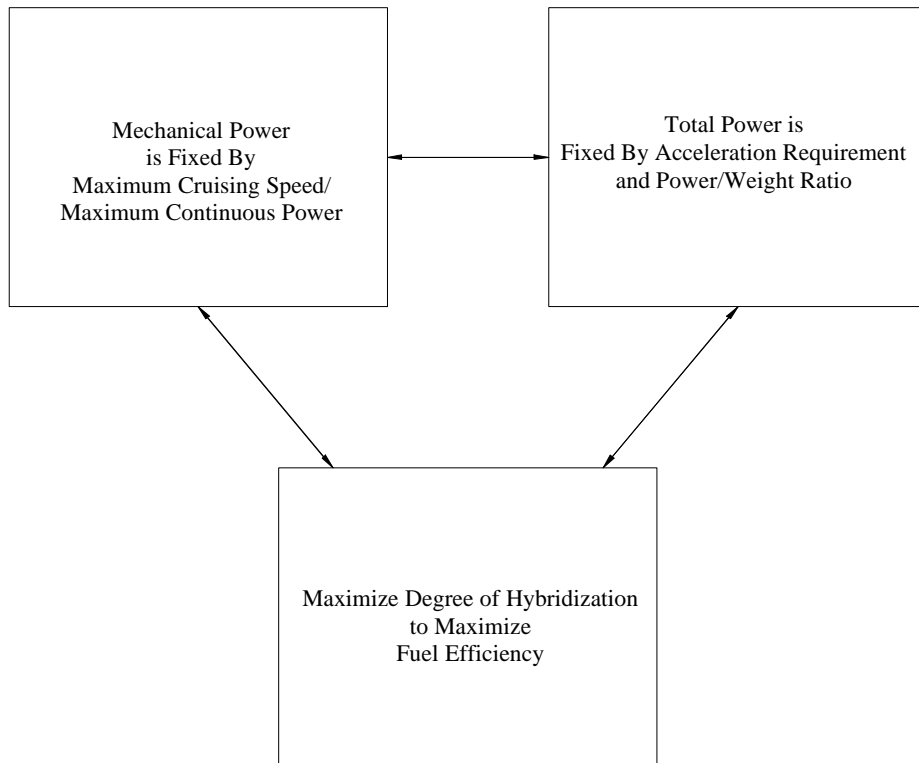 Mechanical Power
is Fixed By
Maximum Cruising Speed/
Maximum Continuous Power
Total Power is
Fixed By Acceleration Requirement
and Power/Weight Ratio
Maximize Degree of Hybridization
to Maximize
Fuel Efficiency